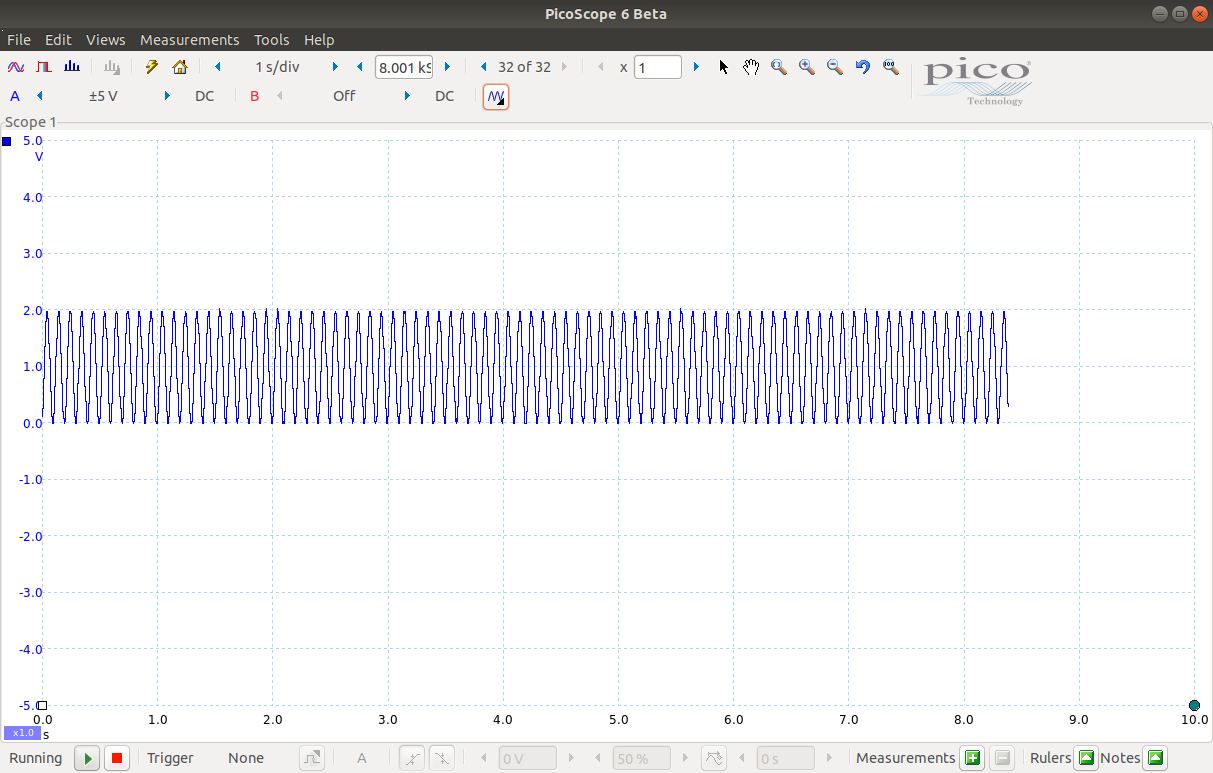 PicoScope 6 Beta
File Edit Views Measurements Tools Help
1 s/div 8.001 kS 32 of 32 x 1
pico
Technology
A ±5 V DC B Off DC
Scope 1
5.0
V
4.0
3.0
2.0
1.0
0.0
-1.0
-2.0
-3.0
-4.0
-5.0
0.0 1.0 2.0 3.0 4.0 5.0 6.0 7.0 8.0 9.0 10.0
x1.0 s
Running Trigger None A 0 V 50 % 0 s Measurements Rulers Notes